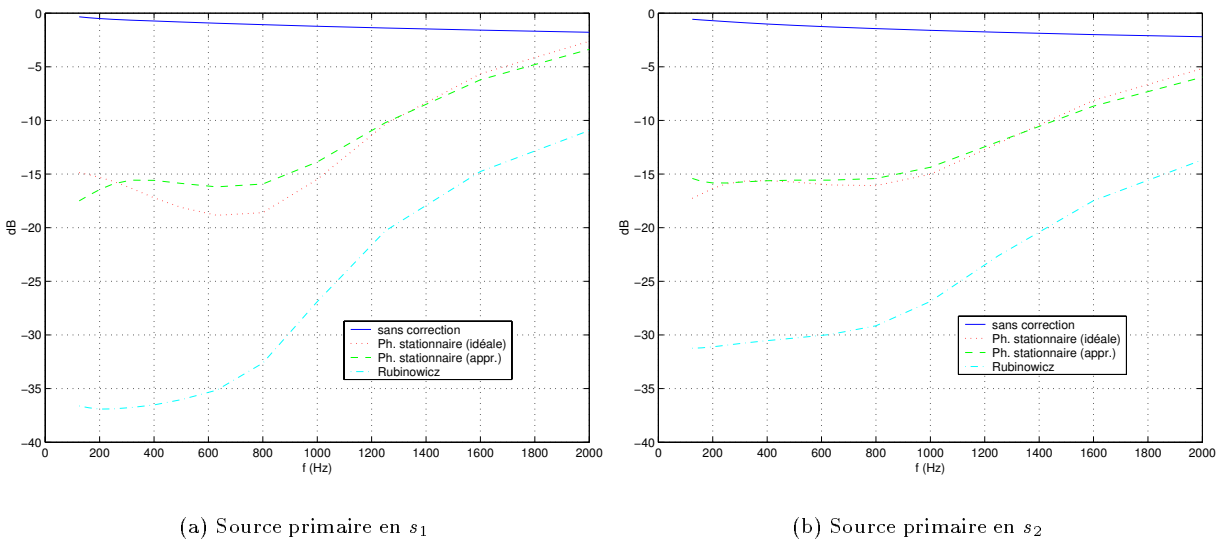 0
−5
−10
−15
−20
−25
−30
−35
−40
dB
0
200
400
600
800
1000
1200
1400
1600
1800
2000
f (Hz)
sans correction
Ph. stationnaire (idéale)
Ph. stationnaire (appr.)
Rubinowicz
(a) Source primaire en s₁
0
−5
−10
−15
−20
−25
−30
−35
−40
dB
0
200
400
600
800
1000
1200
1400
1600
1800
2000
f (Hz)
sans correction
Ph. stationnaire (idéale)
Ph. stationnaire (appr.)
Rubinowicz
(b) Source primaire en s₂